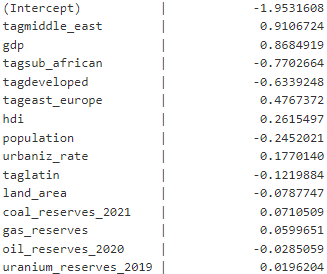 (Intercept) | -1.9531608
tagmiddle_east | 0.9106724
gdp | 0.8684919
tagsub_african | -0.7702664
tagdeveloped | -0.6339248
tageast_europe | 0.4767372
hdi | 0.2615497
population | -0.2452021
urbaniz_rate | 0.1770140
taglatin | -0.1219884
land_area | -0.0787747
coal_reserves_2021 | 0.0710509
gas_reserves | 0.0599651
oil_reserves_2020 | -0.0285059
uranium_reserves_2019 | 0.0196204